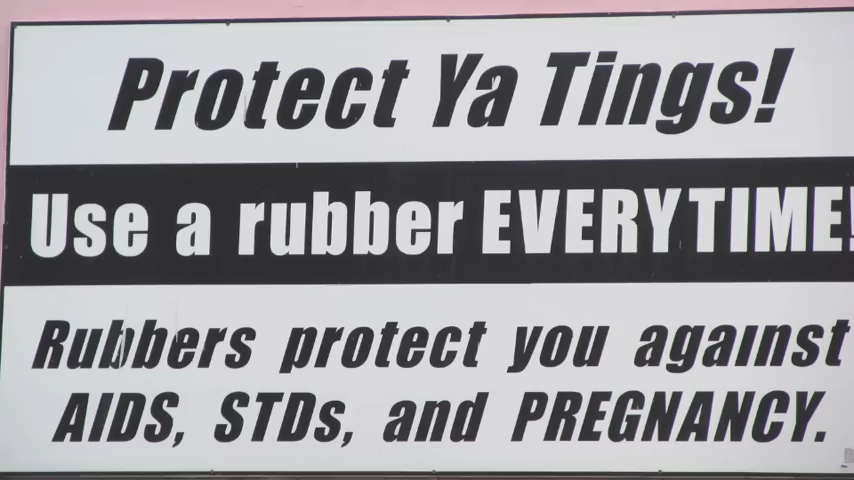 Protect Ya Tings!
Use a rubber EVERYTIME!
Rubbers protect you against
AIDS, STDs, and PREGNANCY.